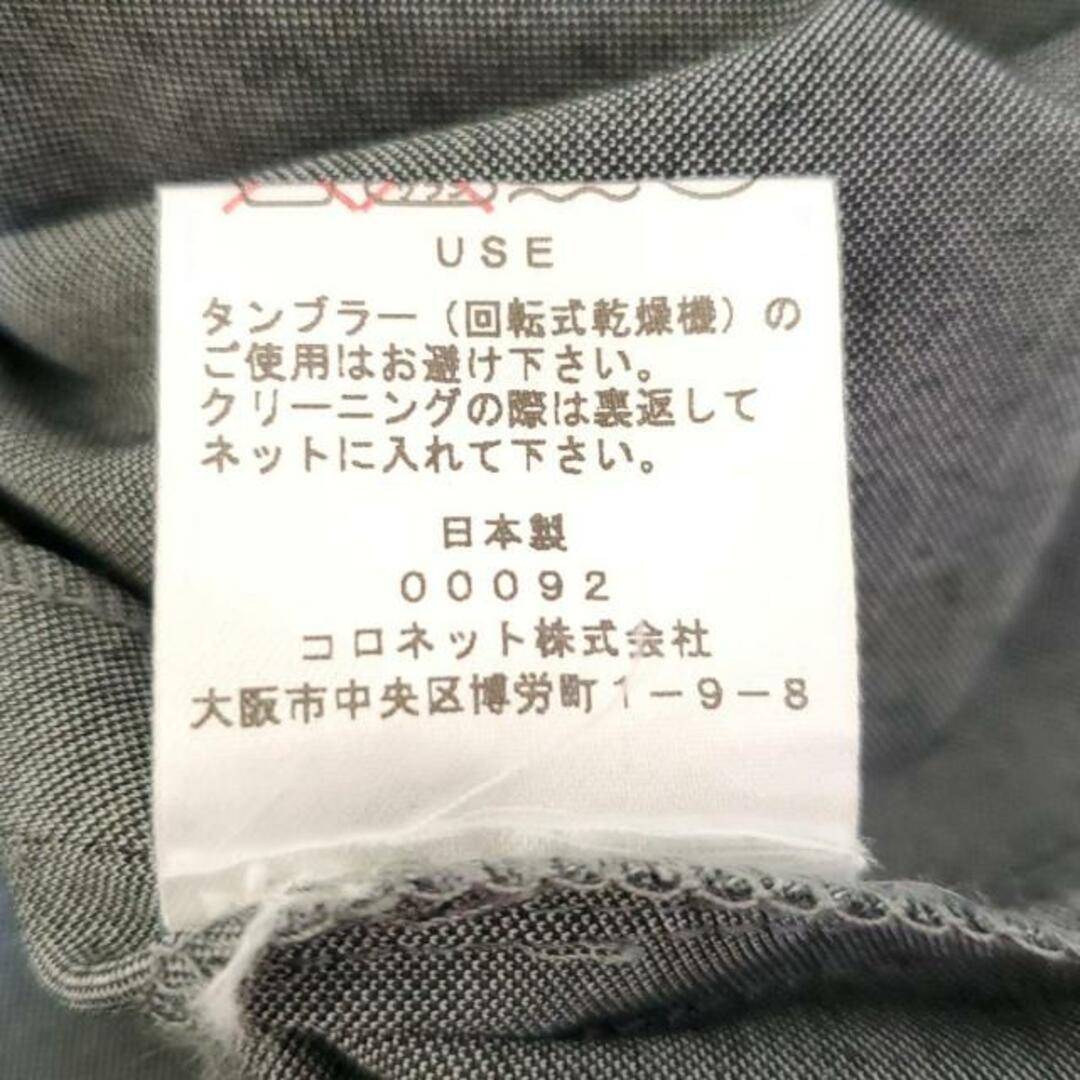 USE
タンブラー(回転式乾燥機)の
ご使用はお避け下さい。
クリーニングの際は裏返して
ネットに入れて下さい。
日本製
00092
コロネット株式会社
大阪市中央区博労町1-9-8